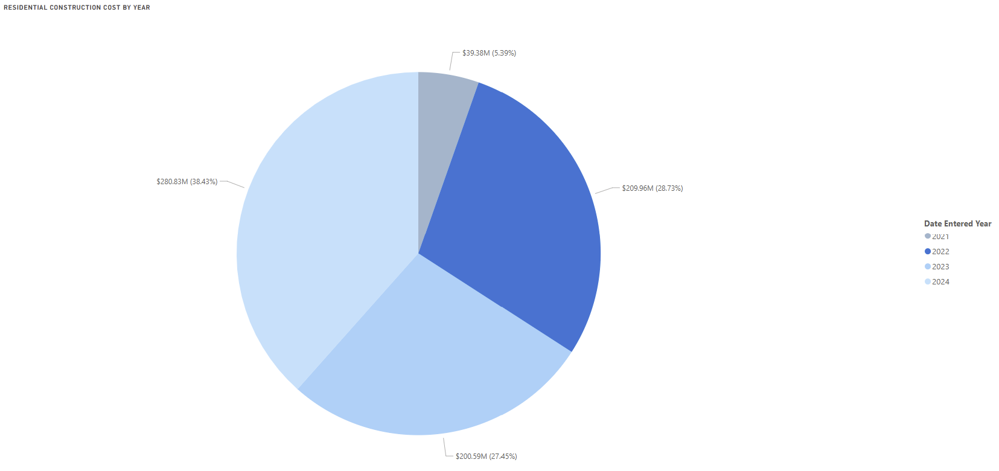 RESIDENTIAL CONSTRUCTION COST BY YEAR
$39.38M (5.39%)
$280.83M (38.43%)
$209.96M (28.73%)
Date Entered Year
2021
2022
2023
2024
$200.59M (27.45%)